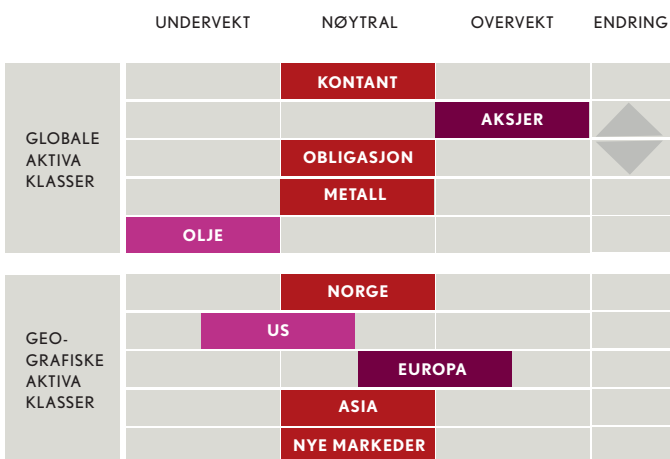 UNDERVEKT NØYTRAL OVERVEKT ENDRING
GLOBALE
AKTIVA
KLASSER
KONTANT
AKSJER
OBLIGASJON
METALL
OLJE
GEO-
GRAFISKE
AKTIVA
KLASSER
NORGE
US
EUROPA
ASIA
NYE MARKEDER